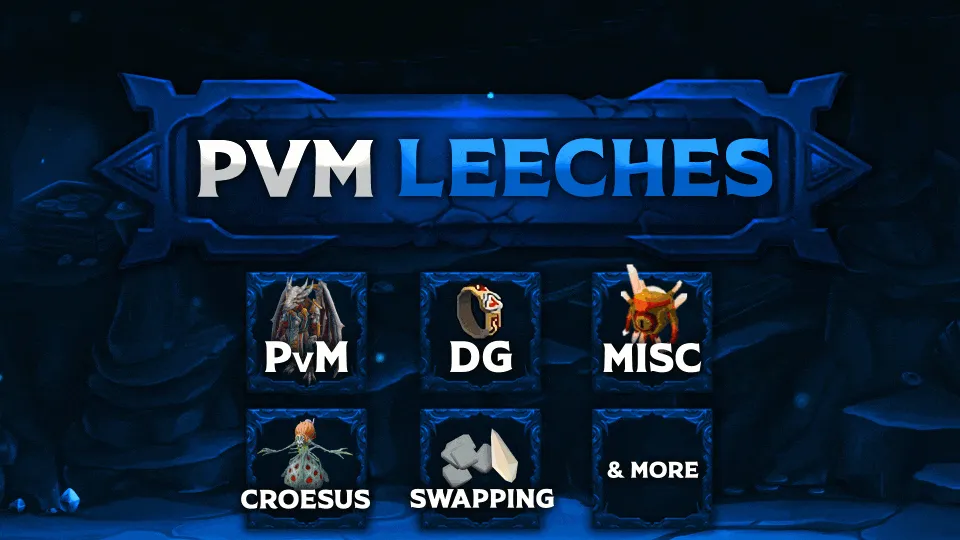 PVM LEECHES
PvM
DG
MISC
CROESUS
SWAPPING
& MORE